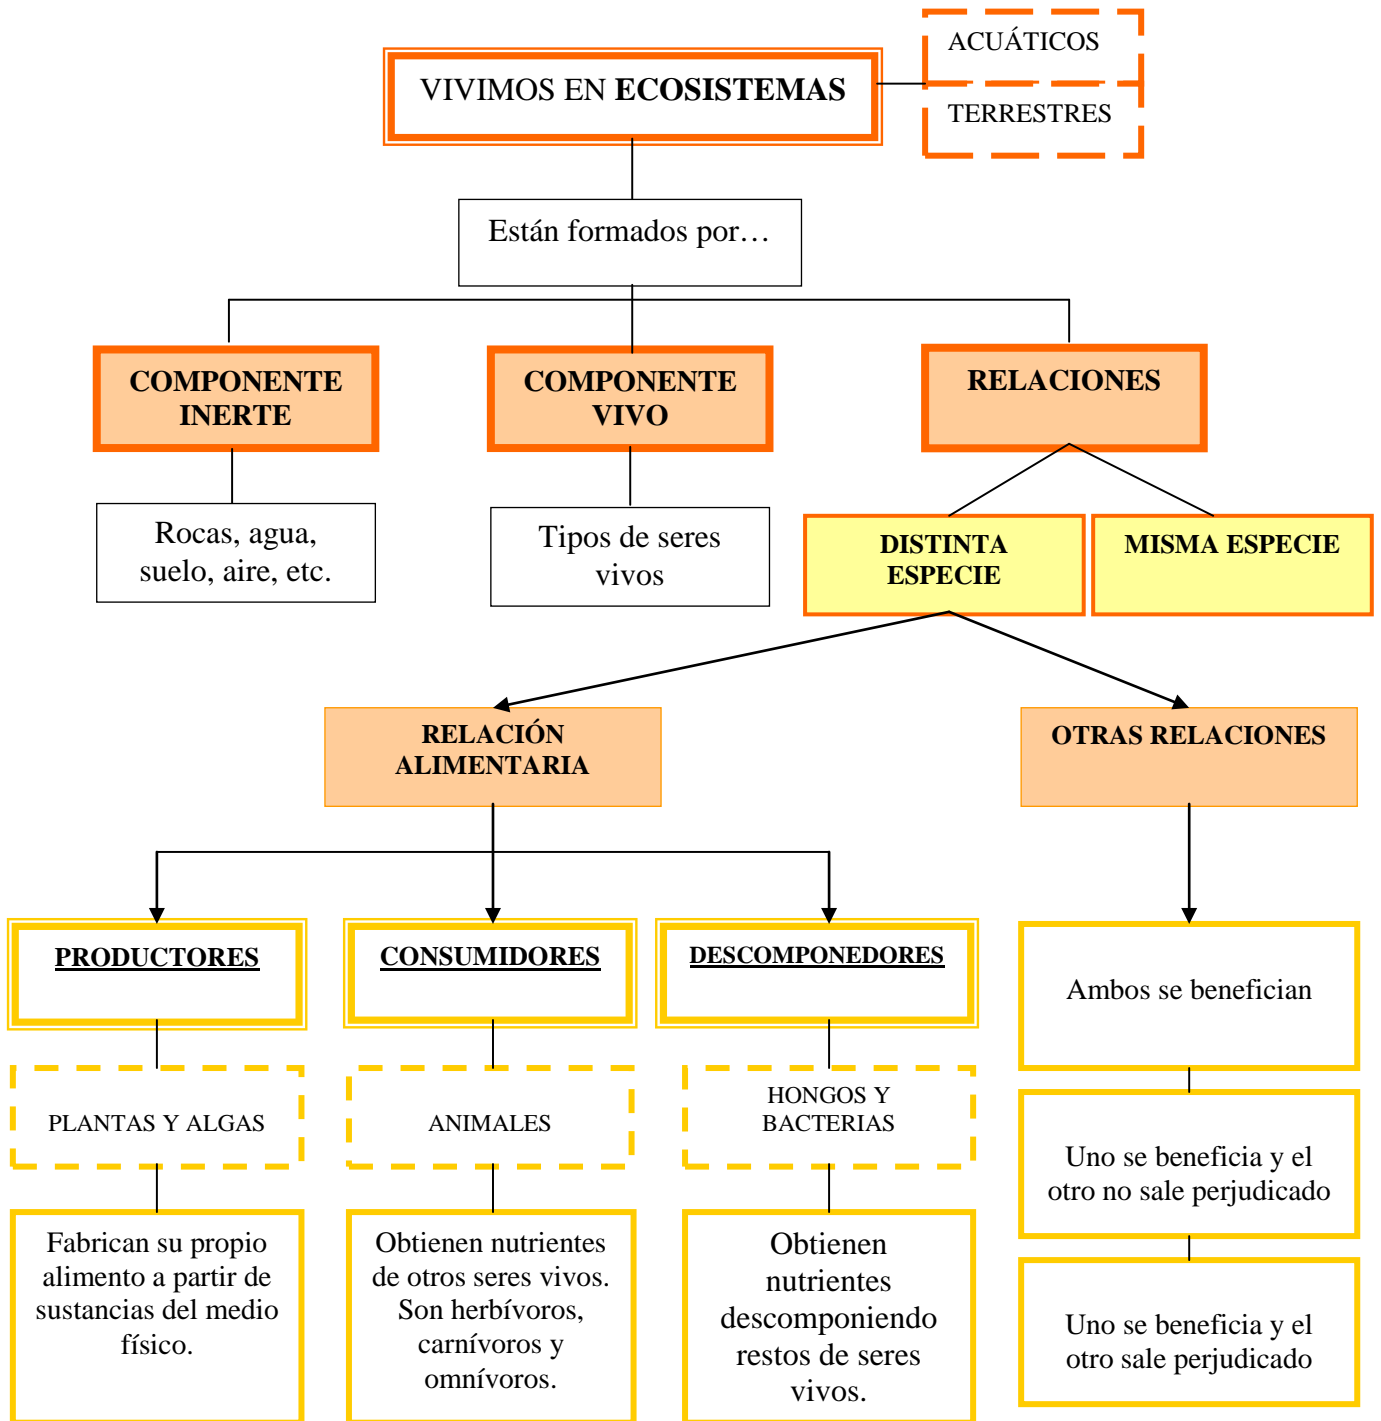 ACUÁTICOS
VIVIMOS EN ECOSISTEMAS
TERRESTRES
Están formados por…
COMPONENTE
INERTE
COMPONENTE
VIVO
RELACIONES
Rocas, agua,
suelo, aire, etc.
Tipos de seres
vivos
DISTINTA
ESPECIE
MISMA ESPECIE
RELACIÓN
ALIMENTARIA
OTRAS RELACIONES
PRODUCTORES
CONSUMIDORES
DESCOMPONEDORES
Ambos se benefician
PLANTAS Y ALGAS
ANIMALES
HONGOS Y
BACTERIAS
Uno se beneficia y el
otro no sale perjudicado
Fabrican su propio
alimento a partir de
sustancias del medio
físico.
Obtienen nutrientes
de otros seres vivos.
Son herbívoros,
carnívoros y
omnívoros.
Obtienen
nutrientes
descomponiendo
restos de seres
vivos.
Uno se beneficia y el
otro sale perjudicado